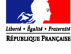 Liberté • Égalité • Fraternité
RÉPUBLIQUE FRANÇAISE